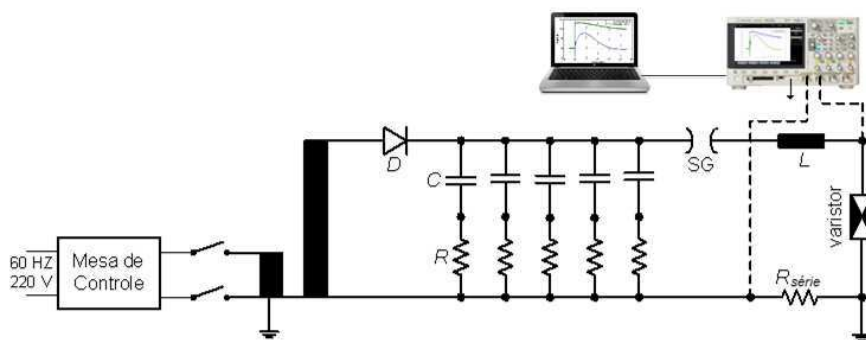 D
C
SG
L
R
varistor
60 HZ
220 V
Mesa de
Controle
Rsérie